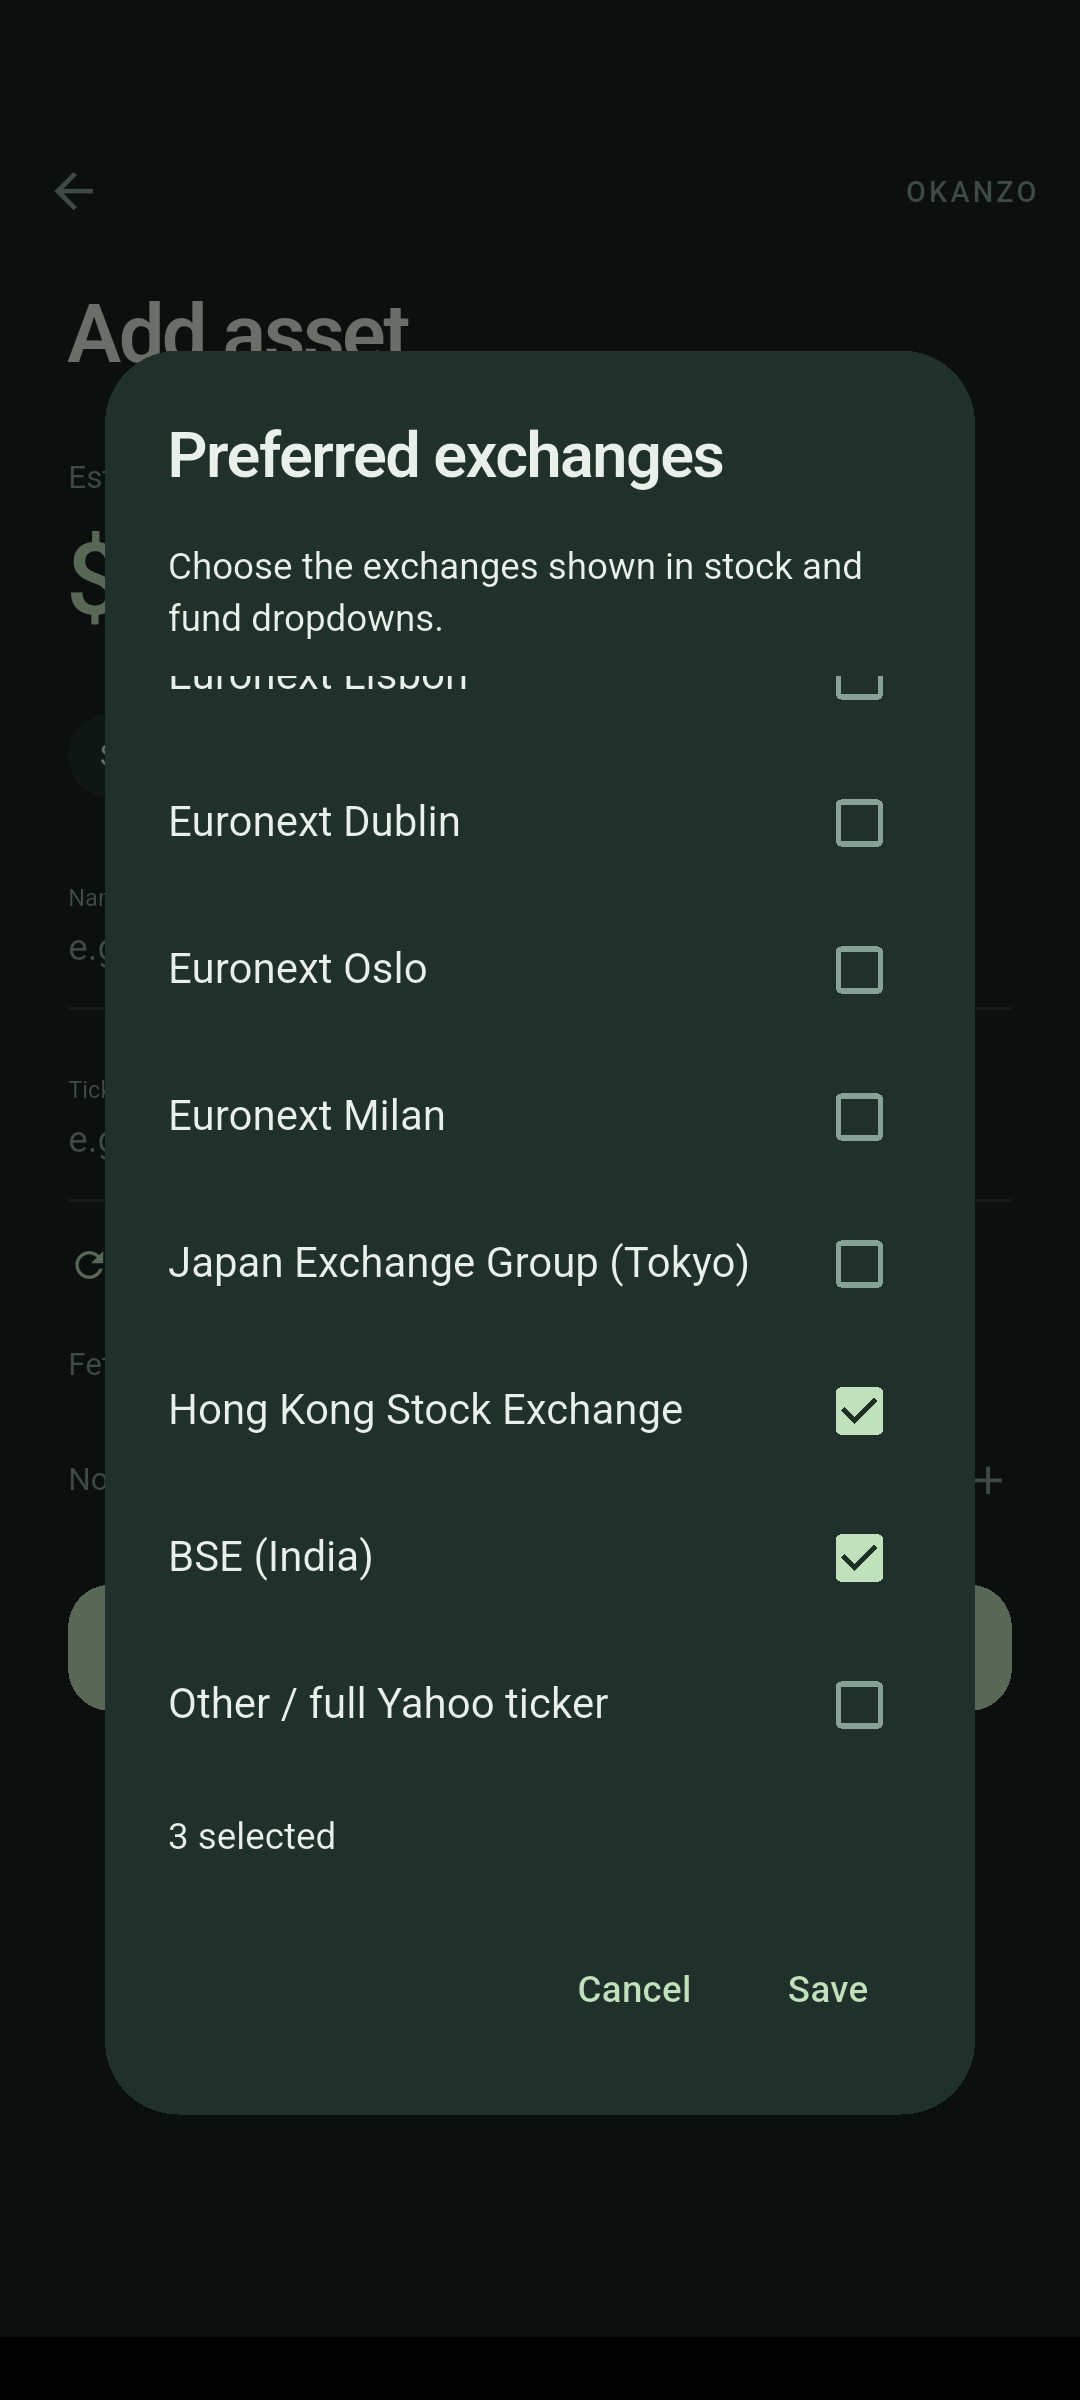 OKANZO
Add asset
Preferred exchanges
Choose the exchanges shown in stock and
fund dropdowns.
Euronext Lisbon
Euronext Dublin
Euronext Oslo
Euronext Milan
Japan Exchange Group (Tokyo)
Hong Kong Stock Exchange
BSE (India)
Other / full Yahoo ticker
3 selected
Cancel
Save
$